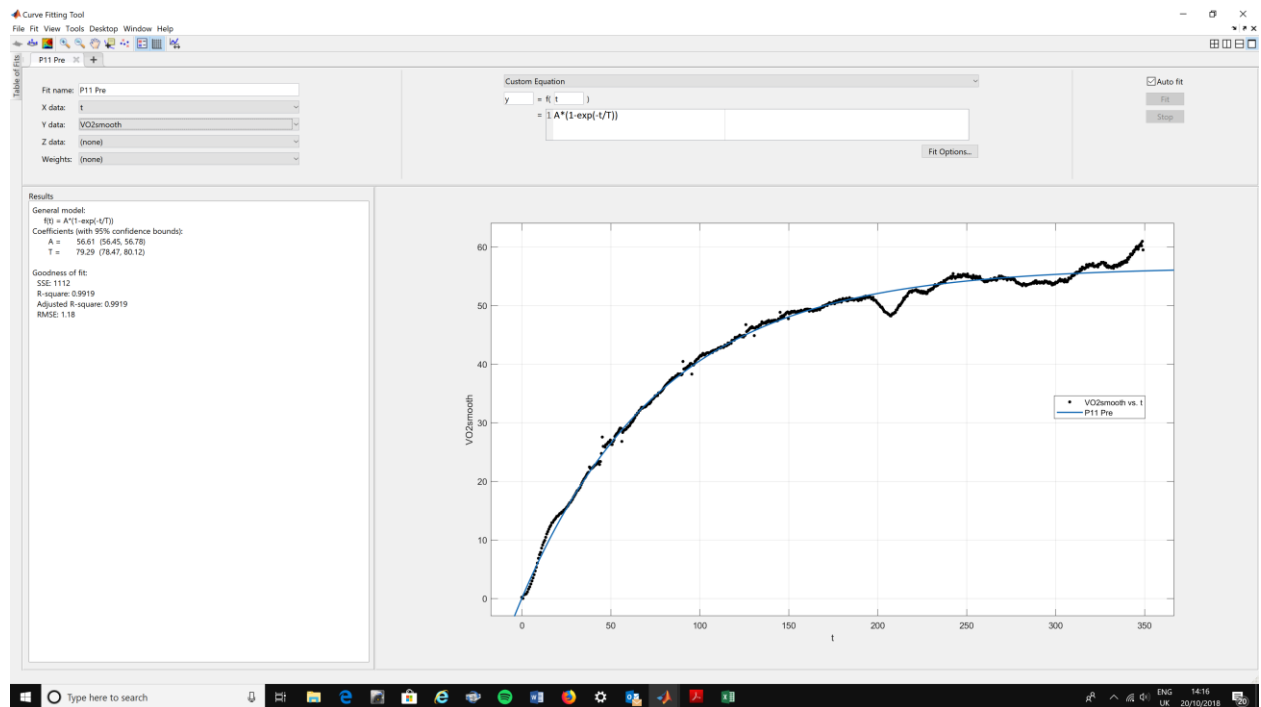 Curve Fitting Tool
File Fit View Tools Desktop Window Help
Table of Fits
P11 Pre
Fit name: P11 Pre
X data: t
Y data: VO2smooth
Z data: (none)
Weights: (none)
Custom Equation
y = f( t )
= 1 A*(1-exp(-t/T))
Fit Options...
Auto fit
Fit
Stop
Results
General model:
f(t) = A*(1-exp(-t/T))
Coefficients (with 95% confidence bounds):
A = 56.61 (56.45, 56.78)
T = 79.29 (78.47, 80.12)
Goodness of fit:
SSE: 1112
R-square: 0.9919
Adjusted R-square: 0.9919
RMSE: 1.18
60
50
40
30
20
10
0
VO2smooth
0 50 100 150 200 250 300 350
t
VO2smooth vs. t
P11 Pre
Type here to search
ENG
UK
14:16
20/10/2018
20